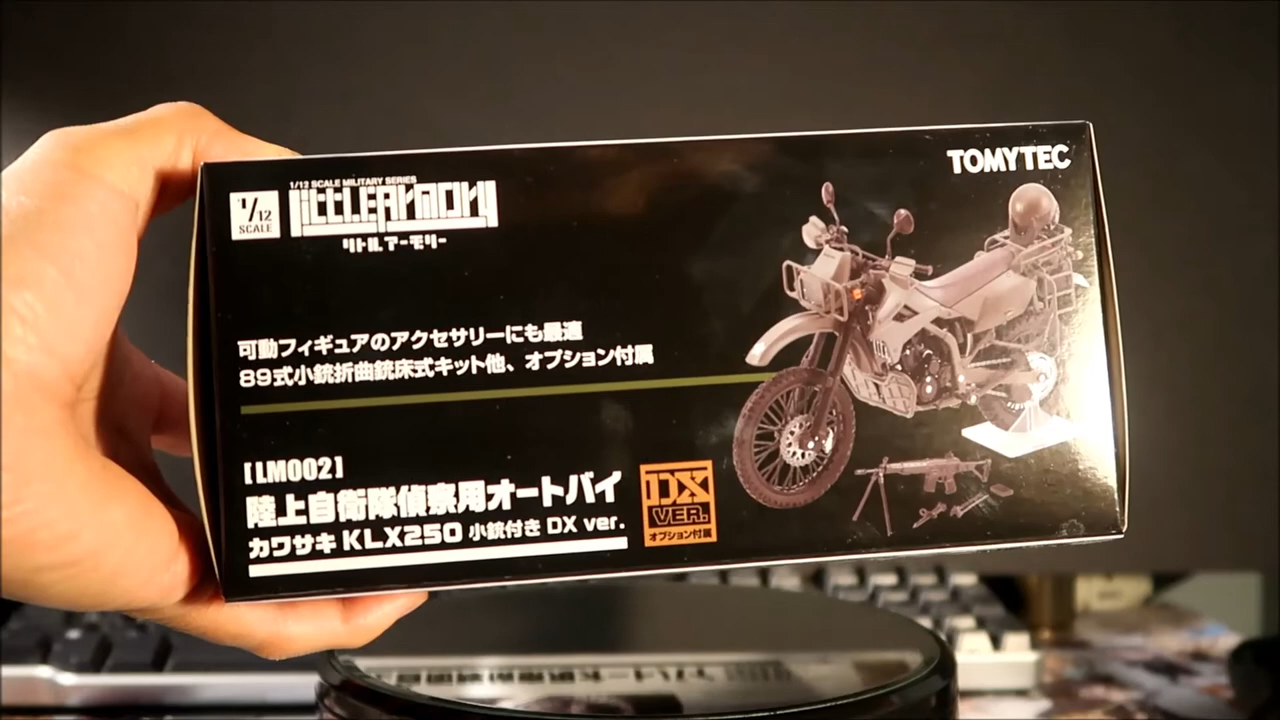 TOMYTEC
1/12 SCALE MILITARY SERIES
1/12
SCALE
LITTLEARMORY
リトルアーモリー
可動フィギュアのアクセサリーにも最適
89式小銃折曲銃床式キット他、オプション付属
[LM002]
陸上自衛隊偵察用オートバイ
カワサキ KLX250 小銃付き DX ver.
DX
VER.
オプション付属